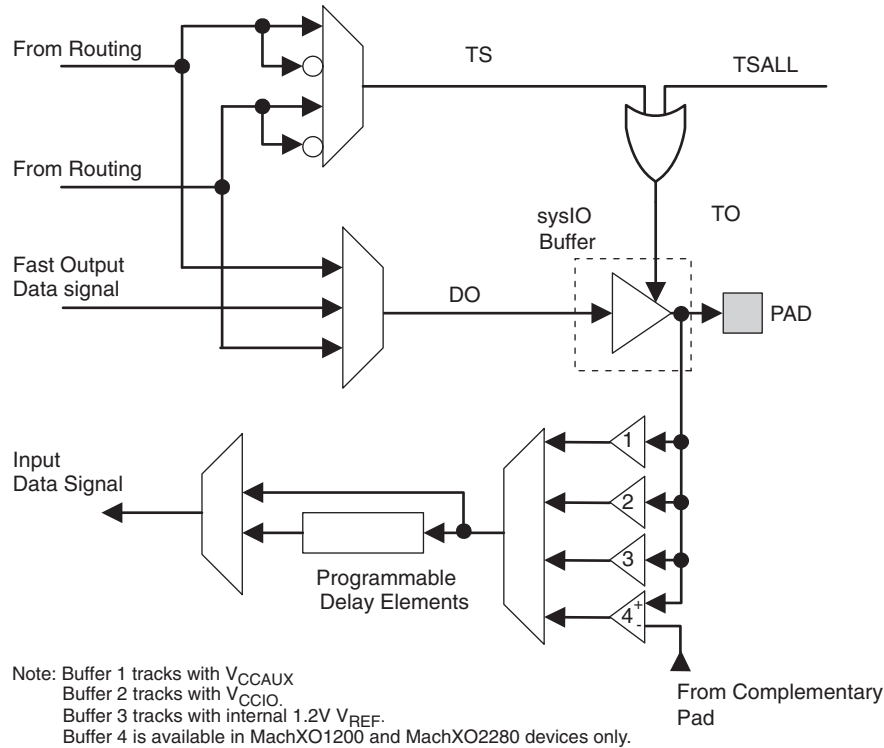 From Routing
TS
TSALL
From Routing
TO
sysIO
Buffer
Fast Output
Data signal
DO
PAD
Input
Data Signal
1
2
3
4
+
-
Programmable
Delay Elements
From Complementary
Pad
Note: Buffer 1 tracks with VCCAUX
Buffer 2 tracks with VCCIO.
Buffer 3 tracks with internal 1.2V VREF.
Buffer 4 is available in MachXO1200 and MachXO2280 devices only.